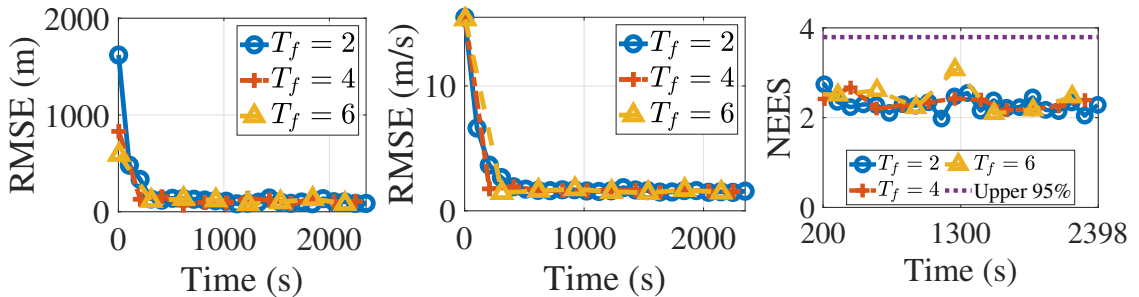 RMSE (m)
2000
1000
0
T_f = 2
T_f = 4
T_f = 6
0
1000
2000
Time (s)
RMSE (m/s)
10
0
T_f = 2
T_f = 4
T_f = 6
0
1000
2000
Time (s)
NES
4
2
0
T_f = 2
T_f = 6
T_f = 4
Upper 95%
200
1300
2398
Time (s)